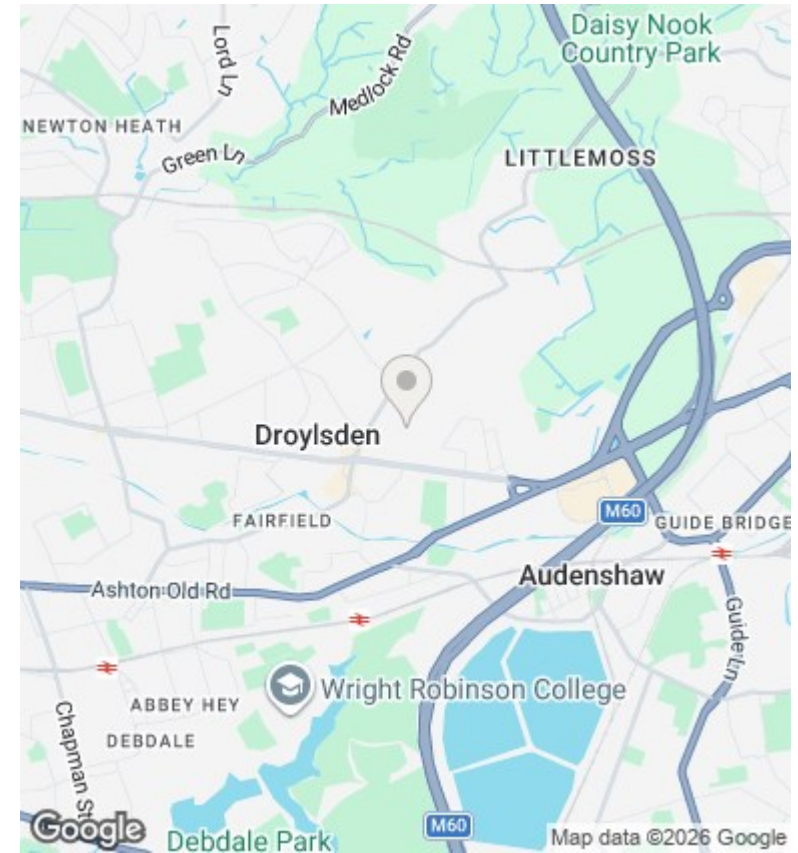 Daisy Nook
Country Park
Lord Ln
Medlock Rd
NEWTON HEATH
Green Ln
LITTLEMOSS
Droylsden
M60
FAIRFIELD
GUIDE BRIDGE
Audenshaw
Ashton Old Rd
Guide Ln
Wright Robinson College
ABBEY HEY
DEBDALE
Chapman St
M60
Google
Debdale Park
Map data ©2026 Google